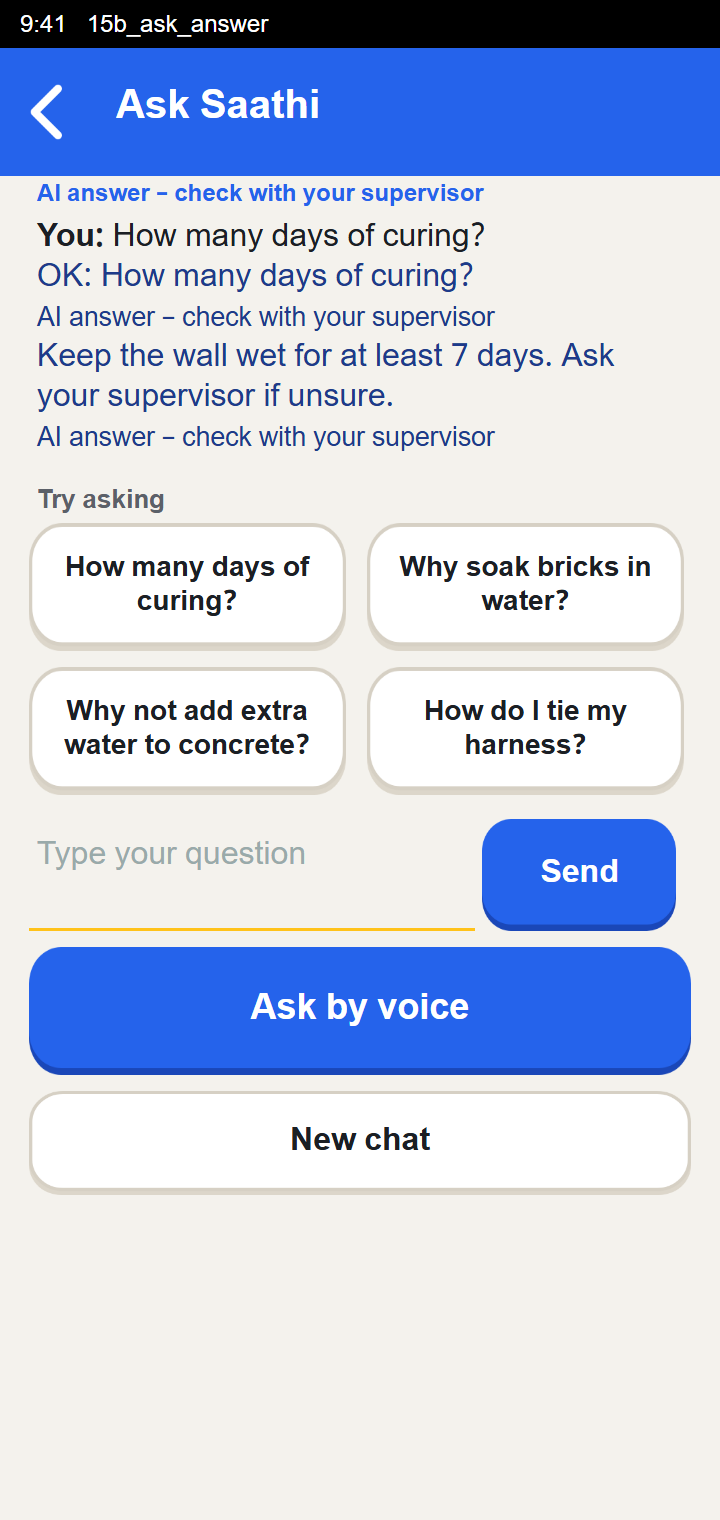 9:41 15b_ask_answer
Ask Saathi
AI answer – check with your supervisor
You: How many days of curing?
OK: How many days of curing?
AI answer – check with your supervisor
Keep the wall wet for at least 7 days. Ask
your supervisor if unsure.
AI answer – check with your supervisor
Try asking
How many days of
curing?
Why soak bricks in
water?
Why not add extra
water to concrete?
How do I tie my
harness?
Type your question
Send
Ask by voice
New chat